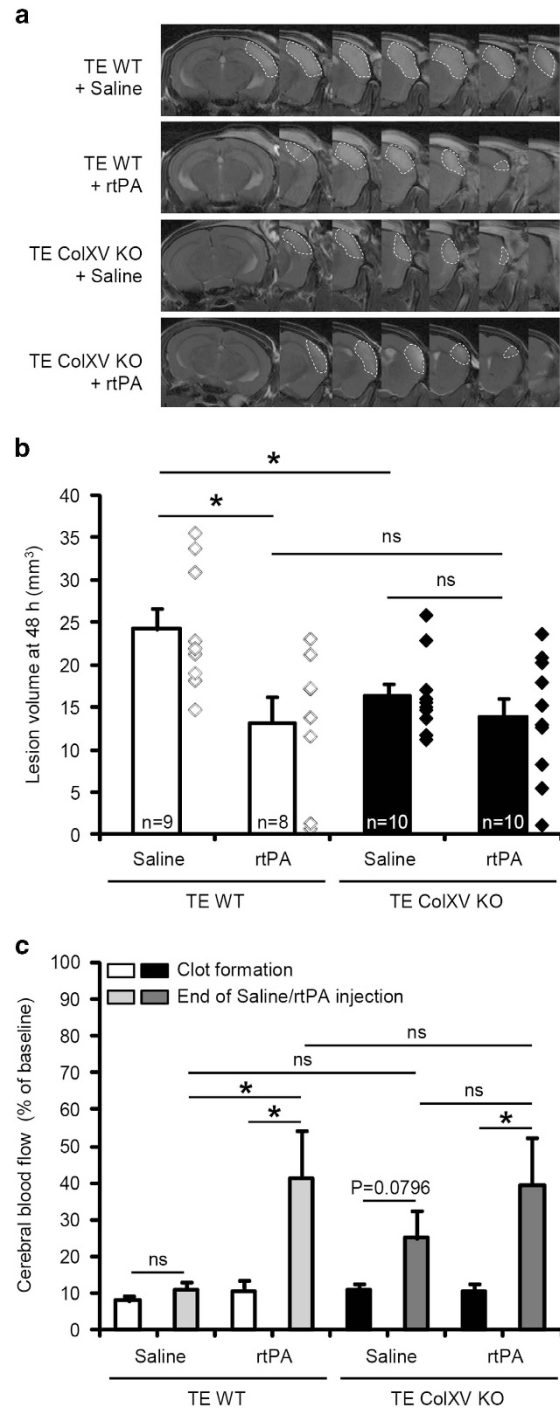 a
TE WT
+ Saline
TE WT
+ rtPA
TE ColXV KO
+ Saline
TE ColXV KO
+ rtPA
b
Lesion volume at 48 h (mm³)
40
35
30
25
20
15
10
5
0
*
*
ns
ns
n=9
n=8
n=10
n=10
Saline
rtPA
Saline
rtPA
TE WT
TE ColXV KO
c
Cerebral blood flow (% of baseline)
100
90
80
70
60
50
40
30
20
10
0
Clot formation
End of Saline/rtPA injection
ns
ns
*
ns
*
*
P=0.0796
ns
Saline
rtPA
Saline
rtPA
TE WT
TE ColXV KO